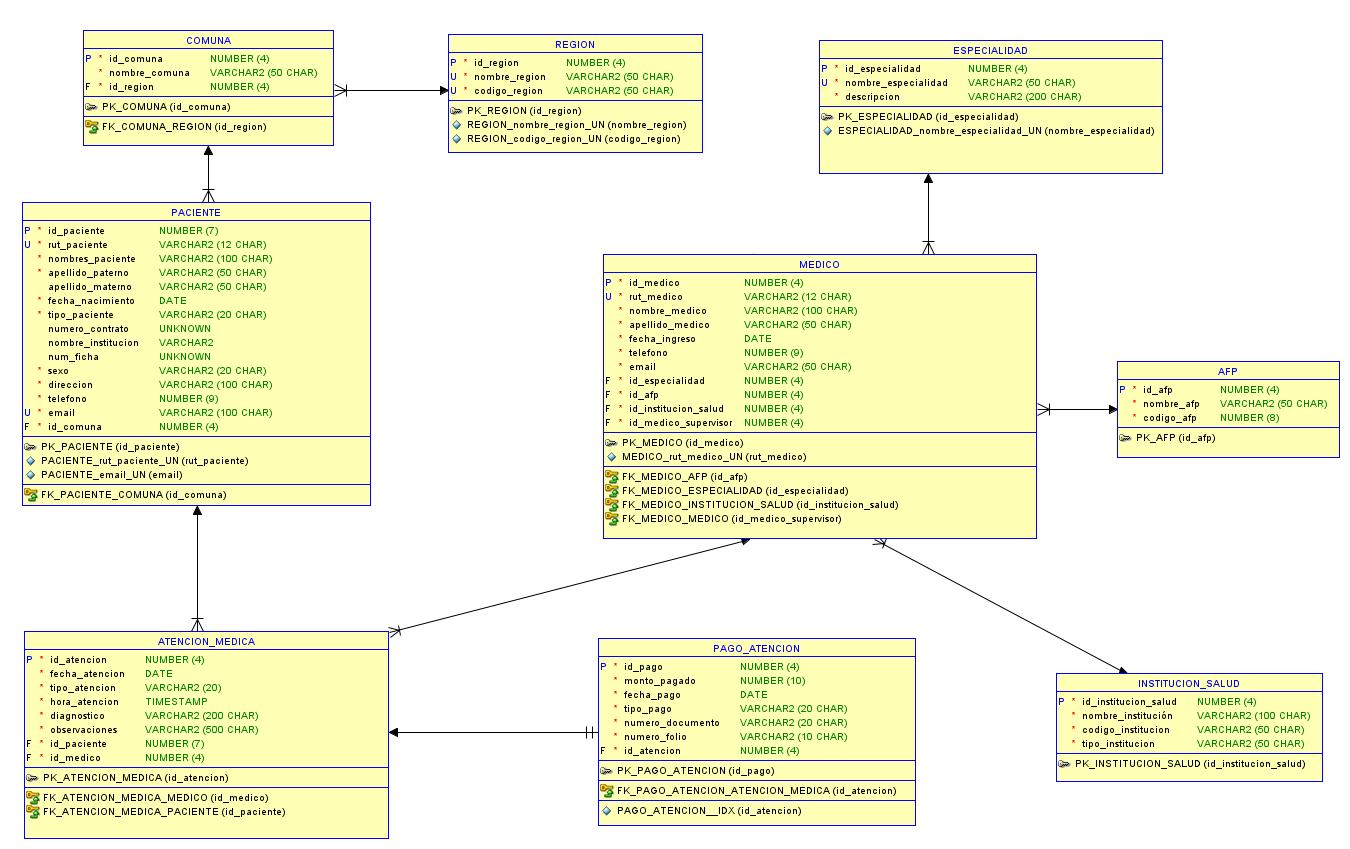 COMUNA
P * id_comuna NUMBER (4)
* nombre_comuna VARCHAR2 (50 CHAR)
F * id_region NUMBER (4)
PK_COMUNA (id_comuna)
FK_COMUNA_REGION (id_region)
REGION
P * id_region NUMBER (4)
U * nombre_region VARCHAR2 (50 CHAR)
U * codigo_region VARCHAR2 (50 CHAR)
PK_REGION (id_region)
REGION_nombre_region_UN (nombre_region)
REGION_codigo_region_UN (codigo_region)
ESPECIALIDAD
P * id_especialidad NUMBER (4)
U * nombre_especialidad VARCHAR2 (50 CHAR)
* descripcion VARCHAR2 (200 CHAR)
PK_ESPECIALIDAD (id_especialidad)
ESPECIALIDAD_nombre_especialidad_UN (nombre_especialidad)
PACIENTE
P * id_paciente NUMBER (7)
U * rut_paciente VARCHAR2 (12 CHAR)
* nombres_paciente VARCHAR2 (100 CHAR)
* apellido_paterno VARCHAR2 (50 CHAR)
apellido_materno VARCHAR2 (50 CHAR)
* fecha_nacimiento DATE
* tipo_paciente VARCHAR2 (20 CHAR)
numero_contrato UNKNOWN
nombre_institucion VARCHAR2
num_ficha UNKNOWN
* sexo VARCHAR2 (20 CHAR)
* direccion VARCHAR2 (100 CHAR)
* telefono NUMBER (9)
U * email VARCHAR2 (100 CHAR)
F * id_comuna NUMBER (4)
PK_PACIENTE (id_paciente)
PACIENTE_rut_paciente_UN (rut_paciente)
PACIENTE_email_UN (email)
FK_PACIENTE_COMUNA (id_comuna)
MEDICO
P * id_medico NUMBER (4)
U * rut_medico VARCHAR2 (12 CHAR)
* nombre_medico VARCHAR2 (100 CHAR)
* apellido_medico VARCHAR2 (50 CHAR)
* fecha_ingreso DATE
* telefono NUMBER (9)
* email VARCHAR2 (50 CHAR)
F * id_especialidad NUMBER (4)
F * id_afp NUMBER (4)
F * id_institucion_salud NUMBER (4)
F * id_medico_supervisor NUMBER (4)
PK_MEDICO (id_medico)
MEDICO_rut_medico_UN (rut_medico)
FK_MEDICO_AFP (id_afp)
FK_MEDICO_ESPECIALIDAD (id_especialidad)
FK_MEDICO_INSTITUCION_SALUD (id_institucion_salud)
FK_MEDICO_MEDICO (id_medico_supervisor)
AFP
P * id_afp NUMBER (4)
* nombre_afp VARCHAR2 (50 CHAR)
* codigo_afp NUMBER (8)
PK_AFP (id_afp)
ATENCION_MEDICA
P * id_atencion NUMBER (4)
* fecha_atencion DATE
* tipo_atencion VARCHAR2 (20)
* hora_atencion TIMESTAMP
* diagnostico VARCHAR2 (200 CHAR)
* observaciones VARCHAR2 (500 CHAR)
F * id_paciente NUMBER (7)
F * id_medico NUMBER (4)
PK_ATENCION_MEDICA (id_atencion)
FK_ATENCION_MEDICA_MEDICO (id_medico)
FK_ATENCION_MEDICA_PACIENTE (id_paciente)
PAGO_ATENCION
P * id_pago NUMBER (4)
* monto_pagado NUMBER (10)
* fecha_pago DATE
* tipo_pago VARCHAR2 (20 CHAR)
* numero_documento VARCHAR2 (20 CHAR)
* numero_folio VARCHAR2 (10 CHAR)
F * id_atencion NUMBER (4)
PK_PAGO_ATENCION (id_pago)
FK_PAGO_ATENCION_ATENCION_MEDICA (id_atencion)
PAGO_ATENCION__IDX (id_atencion)
INSTITUCION_SALUD
P * id_institucion_salud NUMBER (4)
* nombre_institución VARCHAR2 (100 CHAR)
* codigo_institucion VARCHAR2 (50 CHAR)
* tipo_institucion VARCHAR2 (50 CHAR)
PK_INSTITUCION_SALUD (id_institucion_salud)